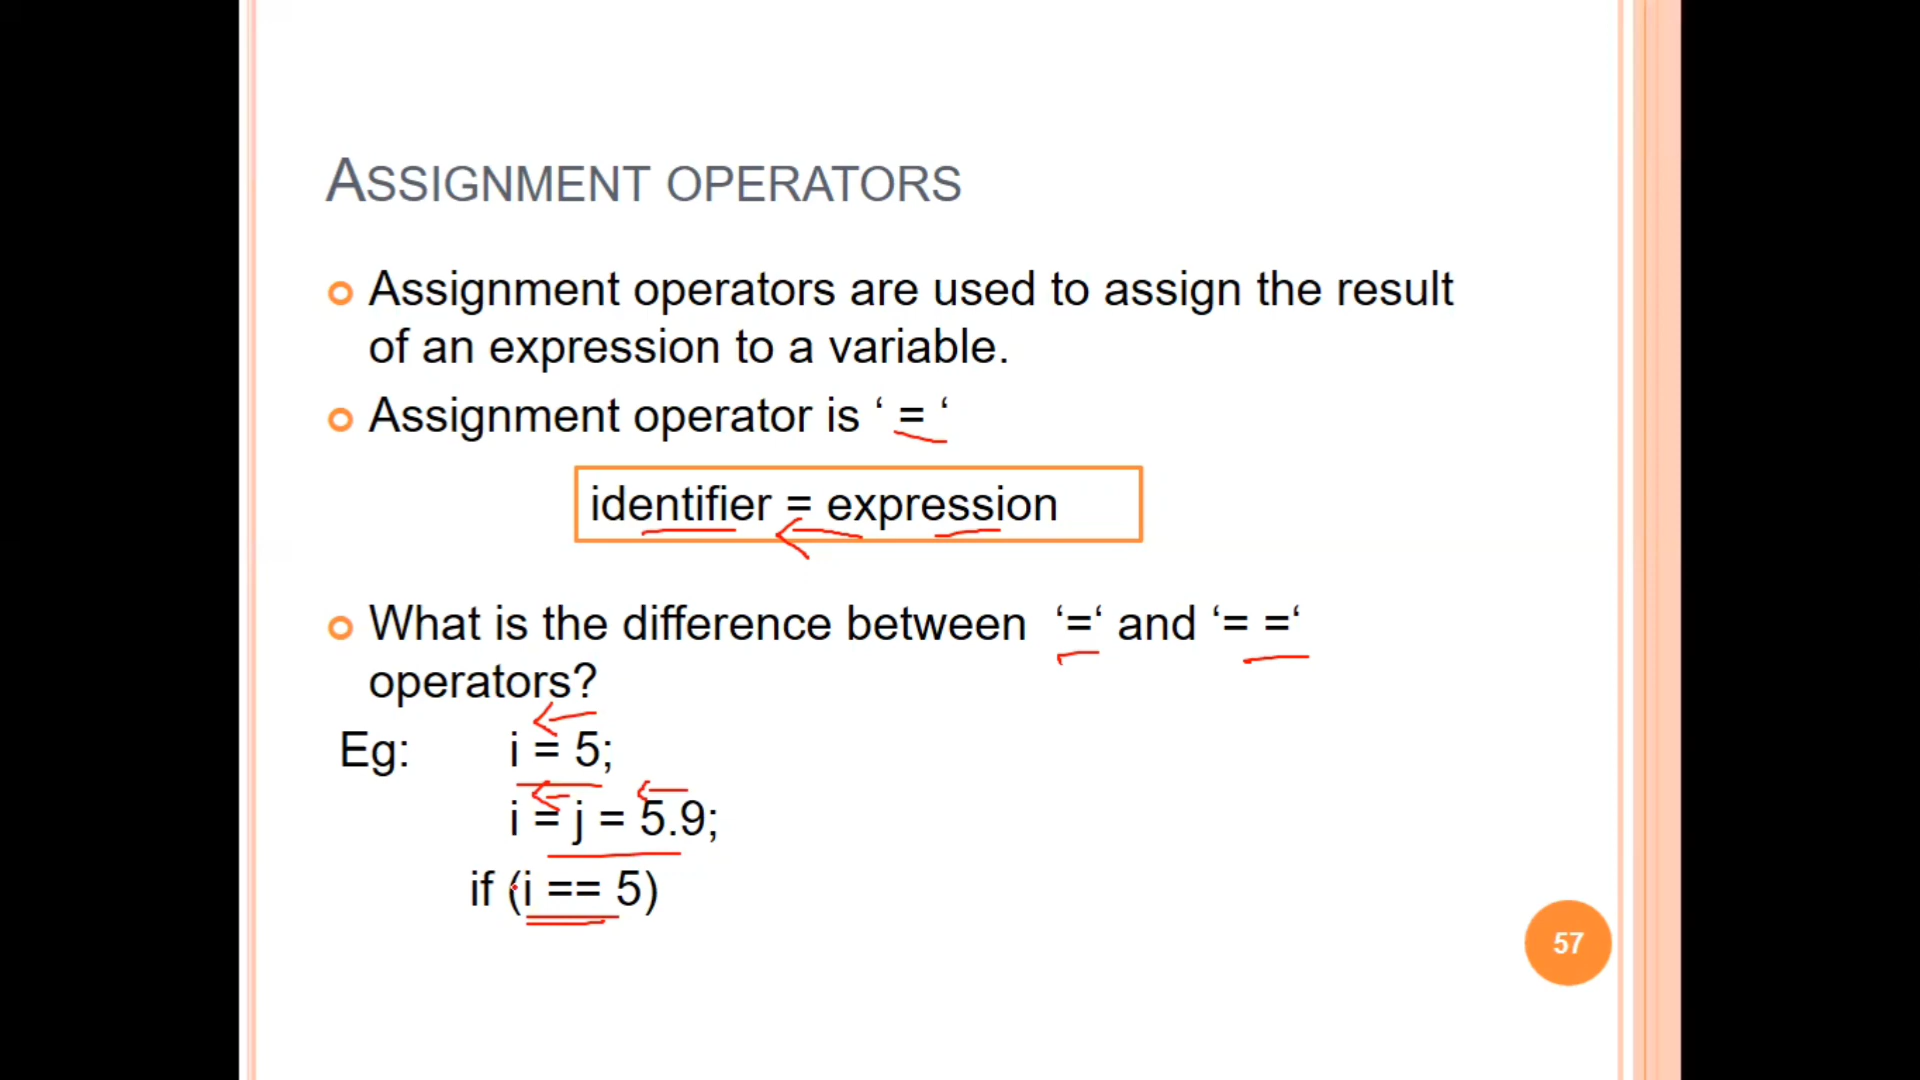 ASSIGNMENT OPERATORS
Assignment operators are used to assign the result
of an expression to a variable.
Assignment operator is ‘ = ‘
identifier = expression
What is the difference between ‘=‘ and ‘= =‘
operators?
Eg: i = 5;
i = j = 5.9;
if (i == 5)
57